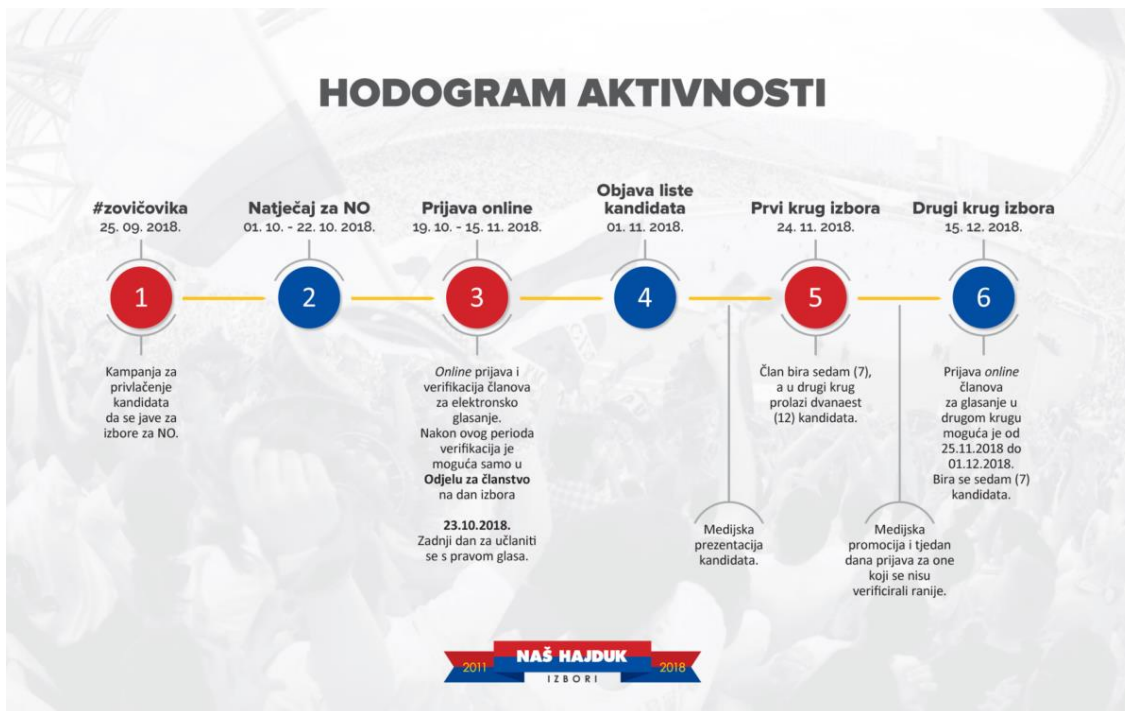 HODOGRAM AKTIVNOSTI
#zovičovika
25. 09. 2018.
1
Kampanja za
privlačenje
kandidata
da se jave za
izbore za NO.
Natječaj za NO
01. 10. - 22. 10. 2018.
2
Prijava online
19. 10. - 15. 11. 2018.
3
Online prijava i
verifikacija članova
za elektronsko
glasanje.
Nakon ovog perioda
verifikacija je
moguća samo u
Odjelu za članstvo
na dan izbora
23.10.2018.
Zadnji dan za učlaniti
se s pravom glasa.
Objava liste
kandidata
01. 11. 2018.
4
Medijska
prezentacija
kandidata.
Prvi krug izbora
24. 11. 2018.
5
Član bira sedam (7),
a u drugi krug
prolazi dvanaest
(12) kandidata.
Medijska
promocija i tjedan
dana prijava za one
koji se nisu
verificirali ranije.
Drugi krug izbora
15. 12. 2018.
6
Prijava online
članova
za glasanje u
drugom krugu
moguća je od
25.11.2018 do
01.12.2018.
Bira se sedam (7)
kandidata.
2011 NAŠ HAJDUK 2018
IZBORI